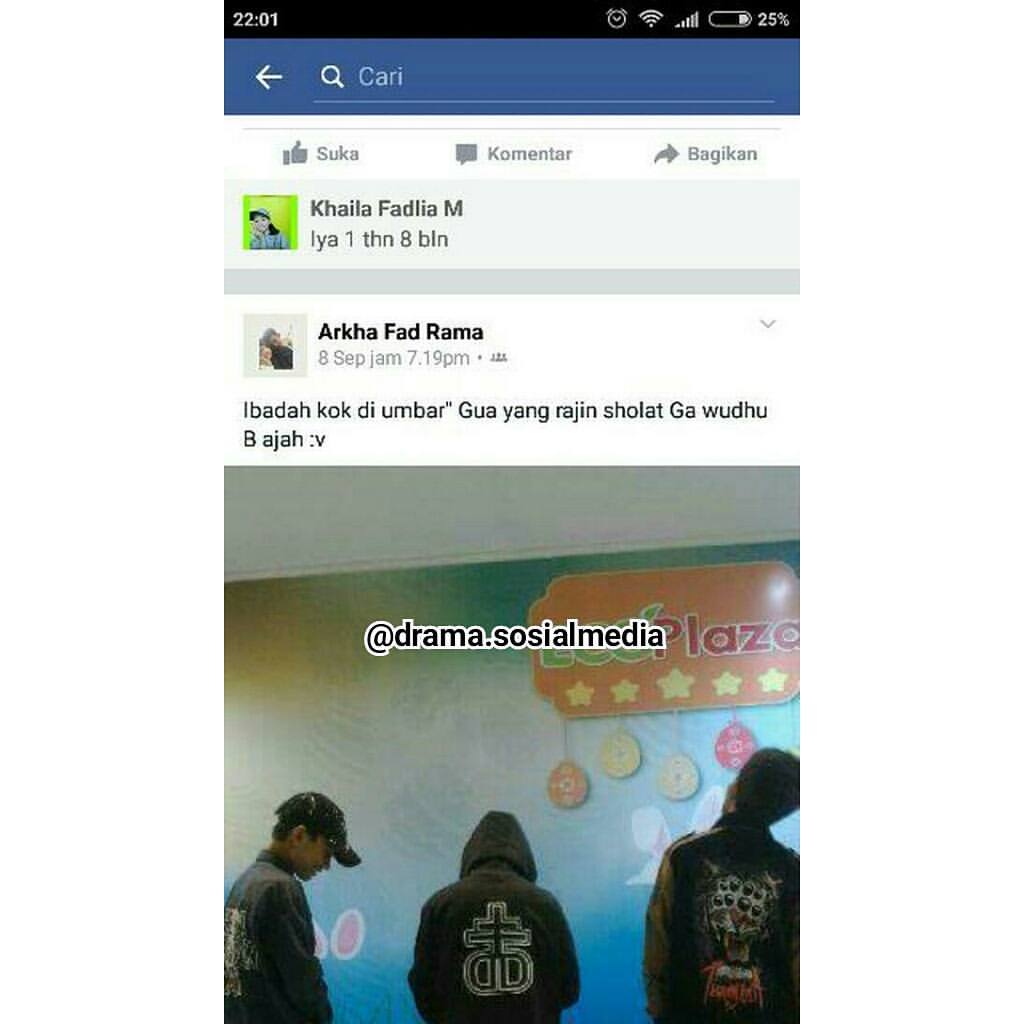 22:01
25%
Cari
Suka Komentar Bagikan
Khaila Fadlia M
Iya 1 thn 8 bln
Arkha Fad Rama
8 Sep jam 7.19pm •
Ibadah kok di umbar" Gua yang rajin sholat Ga wudhu
B ajah :v
@drama.sosialmedia
EcoPlaza